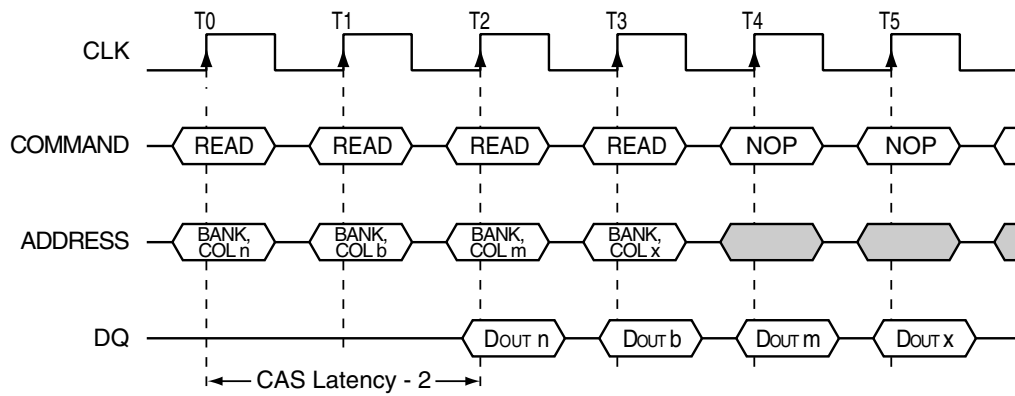 T0 T1 T2 T3 T4 T5
CLK
COMMAND READ READ READ READ NOP NOP
ADDRESS BANK, COL n BANK, COL b BANK, COL m BANK, COL x
DQ DOUT n DOUT b DOUT m DOUT x
CAS Latency - 2